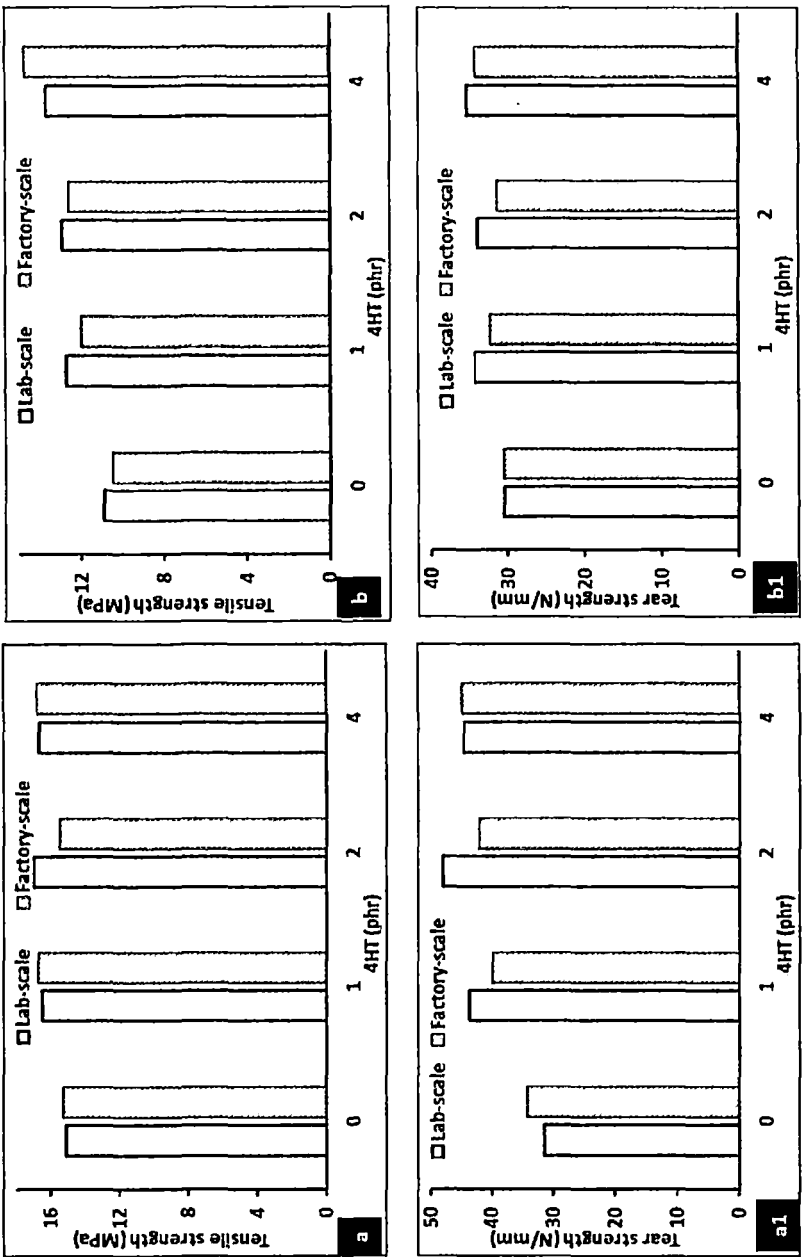 Lab-scale Factory-scale
Tensile strength (MPa)
16
12
8
4
0
0 1 2 4
4HT (phr)
a
Lab-scale Factory-scale
Tensile strength (MPa)
12
8
4
0
0 1 2 4
4HT (phr)
b
Lab-scale Factory-scale
Tear strength (N/mm)
50
40
30
20
10
0
0 1 2 4
4HT (phr)
a1
Lab-scale Factory-scale
Tear strength (N/mm)
40
30
20
10
0
0 1 2 4
4HT (phr)
b1